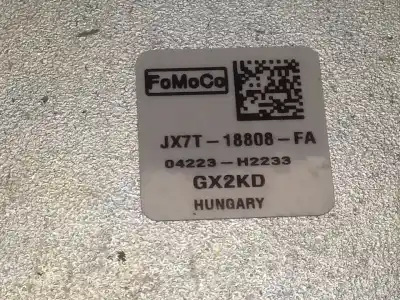 FoMoCo
JX7T-18808-FA
04223-H2233
GX2KD
HUNGARY